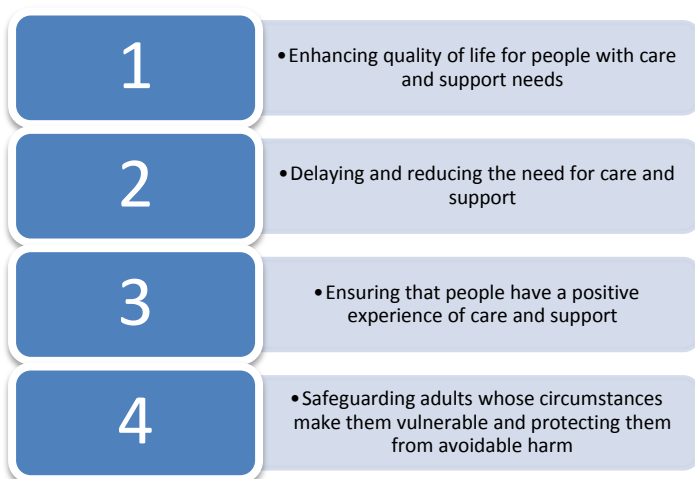 1
•Enhancing quality of life for people with care
and support needs
2
•Delaying and reducing the need for care and
support
3
•Ensuring that people have a positive
experience of care and support
4
•Safeguarding adults whose circumstances
make them vulnerable and protecting them
from avoidable harm